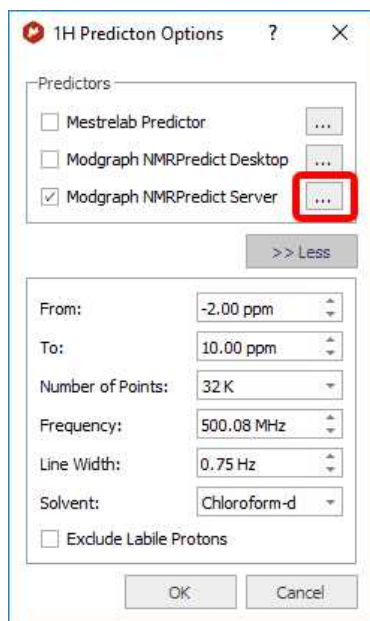 1H Predicton Options ?
Predictors
Mestrelab Predictor ...
Modgraph NMRPredict Desktop ...
Modgraph NMRPredict Server ...
>> Less
From: -2.00 ppm
To: 10.00 ppm
Number of Points: 32 K
Frequency: 500.08 MHz
Line Width: 0.75 Hz
Solvent: Chloroform-d
Exclude Labile Protons
OK Cancel